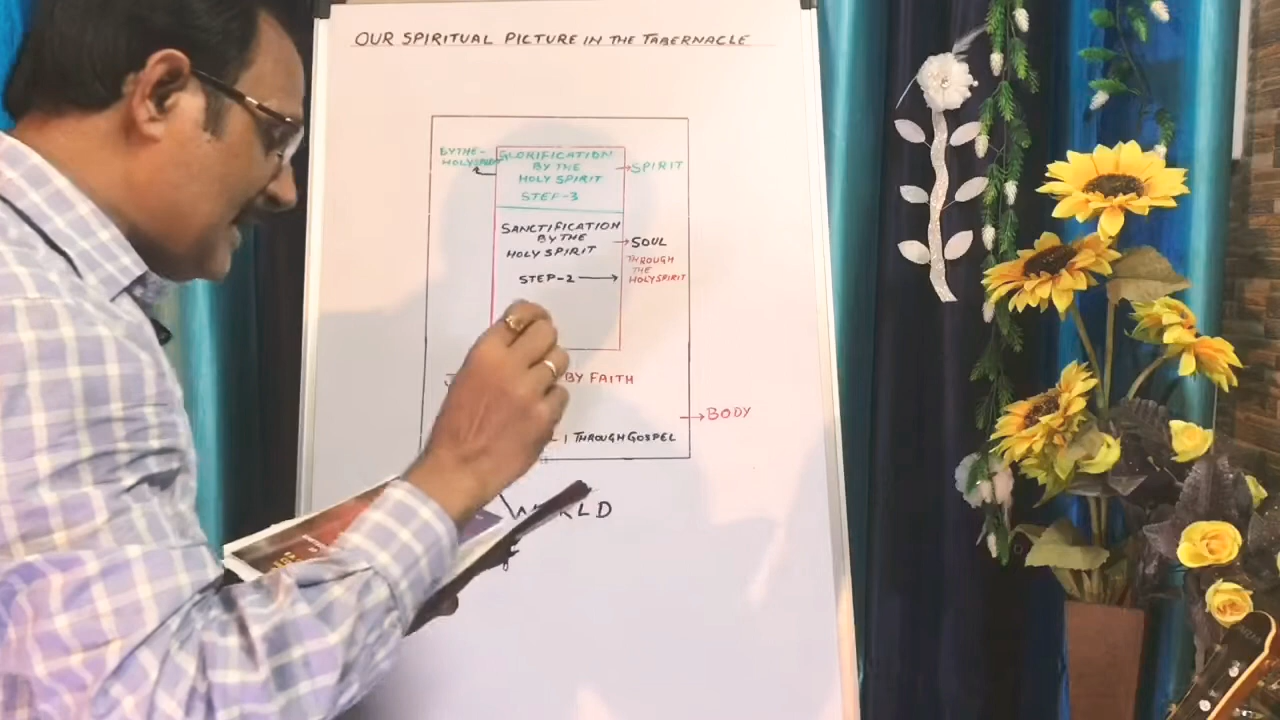 OUR SPIRITUAL PICTURE IN THE TABERNACLE
BY THE-
HOLY SPIRIT
GLORIFICATION
BY THE
HOLY SPIRIT
STEP-3
SPIRIT
SANCTIFICATION
BY THE
HOLY SPIRIT
STEP-2
SOUL
THROUGH
THE
HOLY SPIRIT
BY FAITH
BODY
1 THROUGH GOSPEL
WORLD